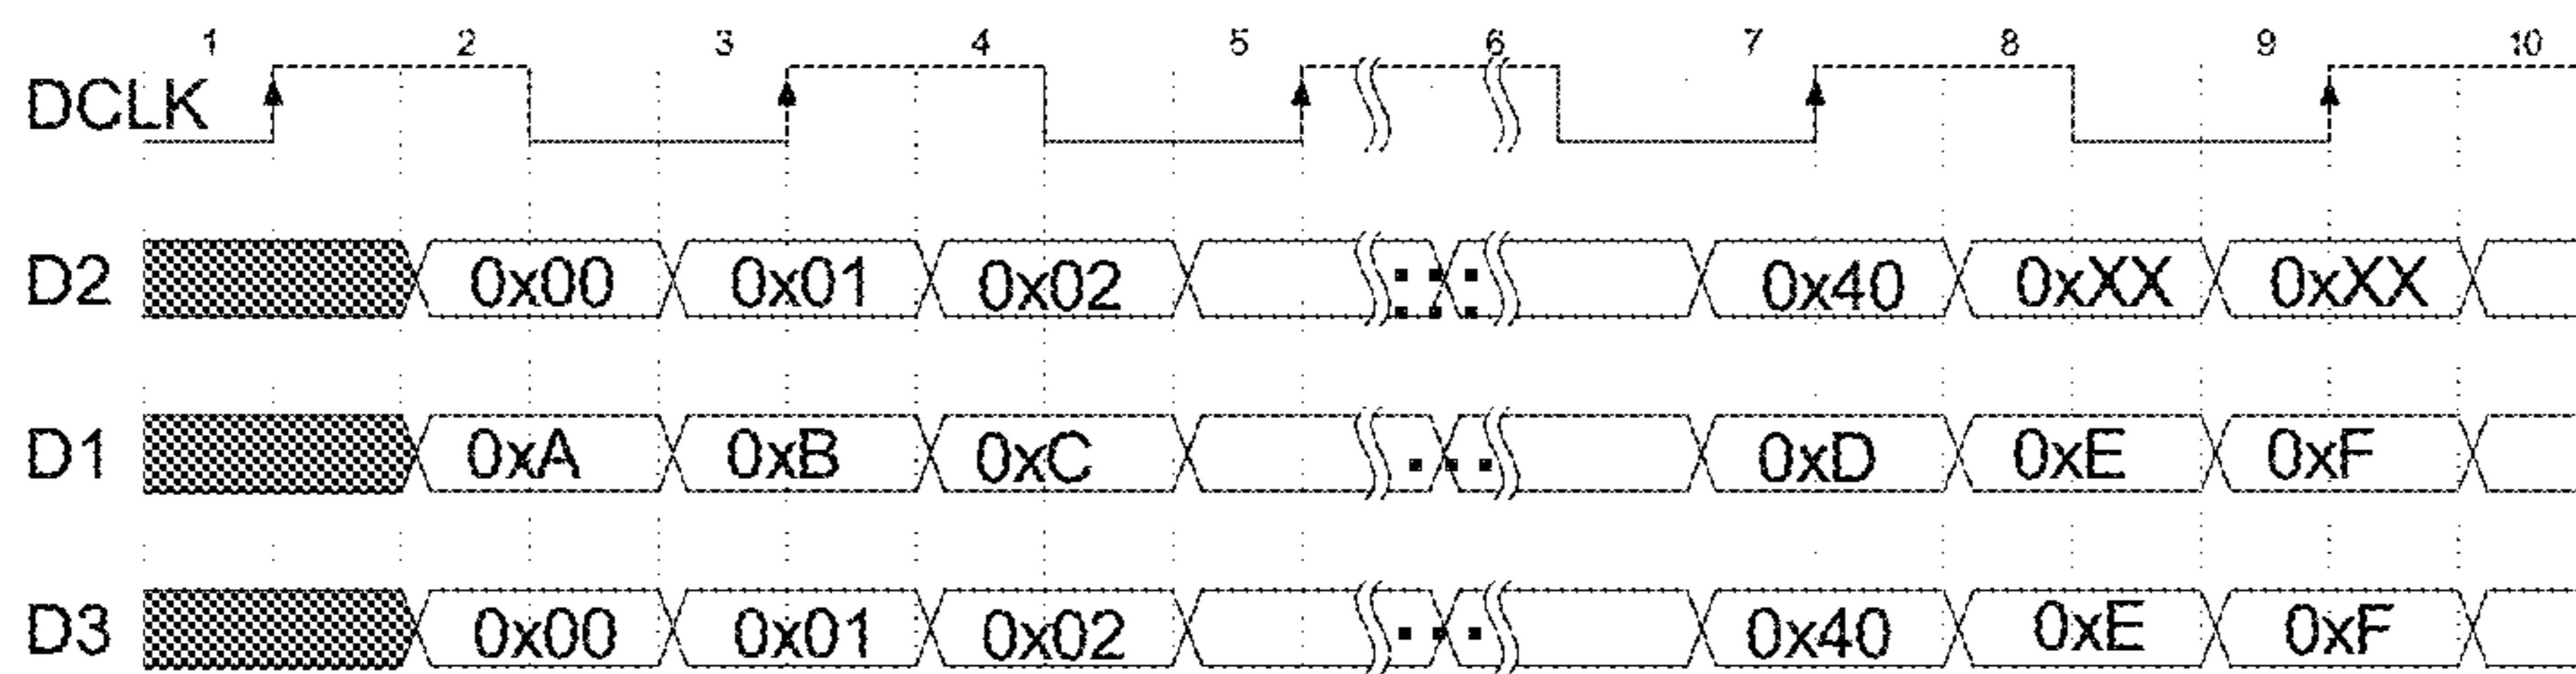 1 2 3 4 5 6 7 8 9 10
DCLK
D2 0x00 0x01 0x02 0x40 0xXX 0xXX
D1 0xA 0xB 0xC ... 0xD 0xE 0xF
D3 0x00 0x01 0x02 ... 0x40 0xE 0xF